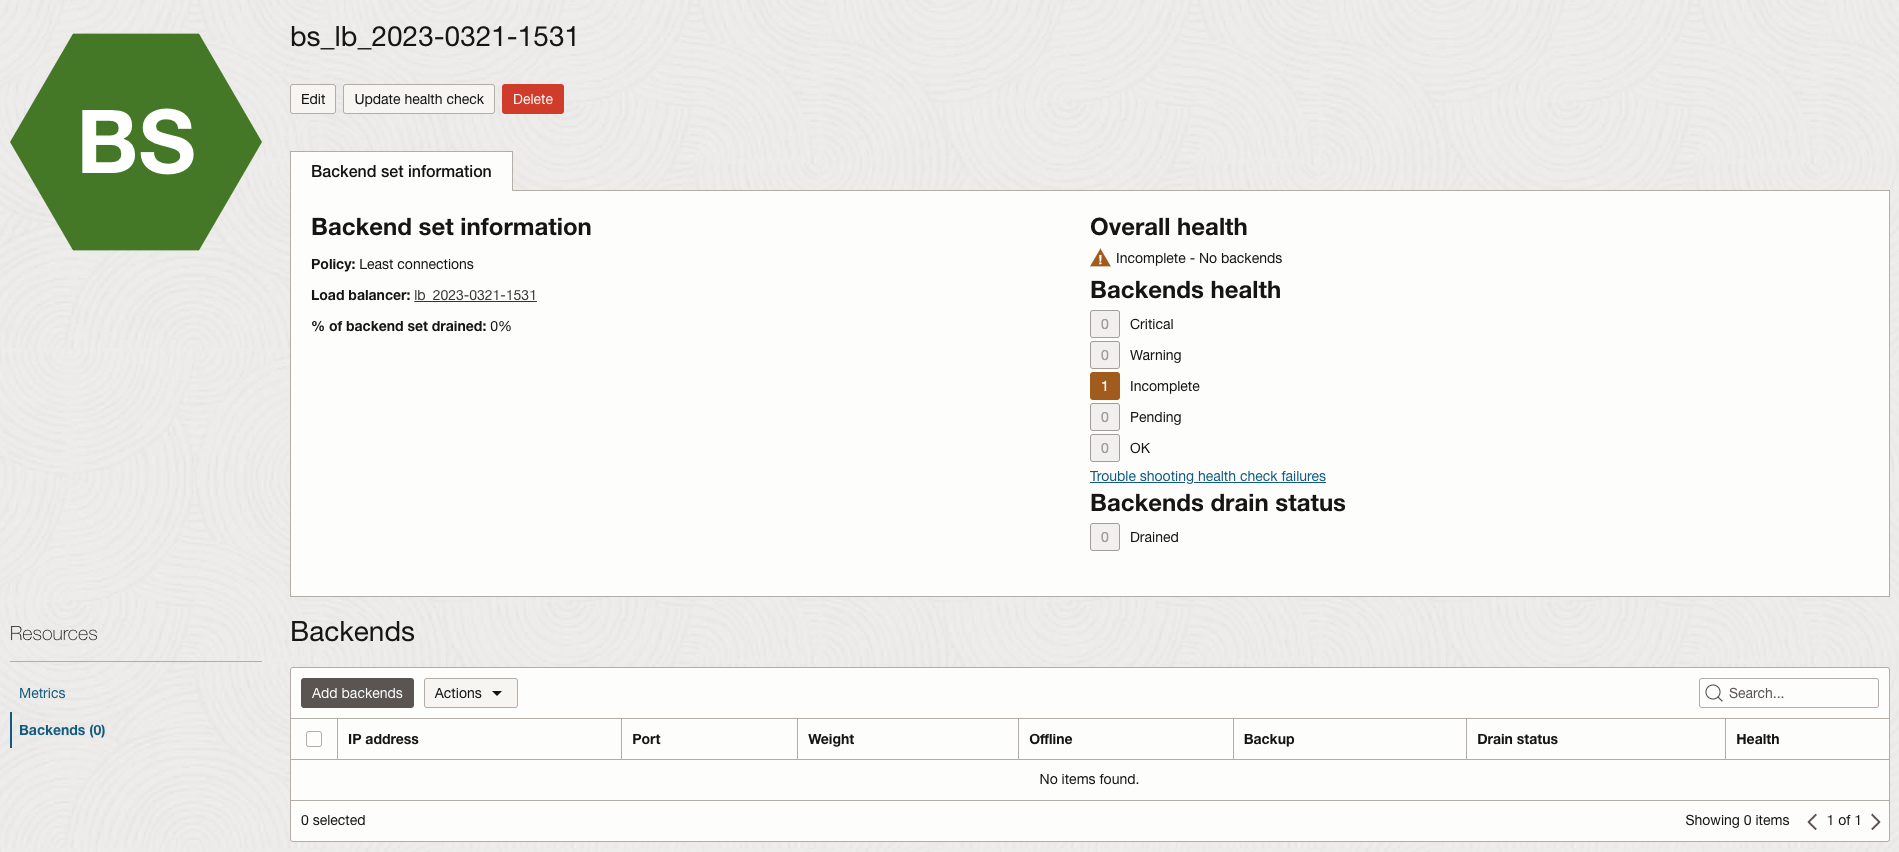 BS
bs_lb_2023-0321-1531
Edit
Update health check
Delete
Backend set information
Backend set information
Policy: Least connections
Load balancer: lb_2023-0321-1531
% of backend set drained: 0%
Overall health
Incomplete - No backends
Backends health
0 Critical
0 Warning
1 Incomplete
0 Pending
0 OK
Trouble shooting health check failures
Backends drain status
0 Drained
Resources
Metrics
Backends (0)
Backends
Add backends
Actions
Search...
IP address Port Weight Offline Backup Drain status Health
No items found.
0 selected
Showing 0 items 1 of 1